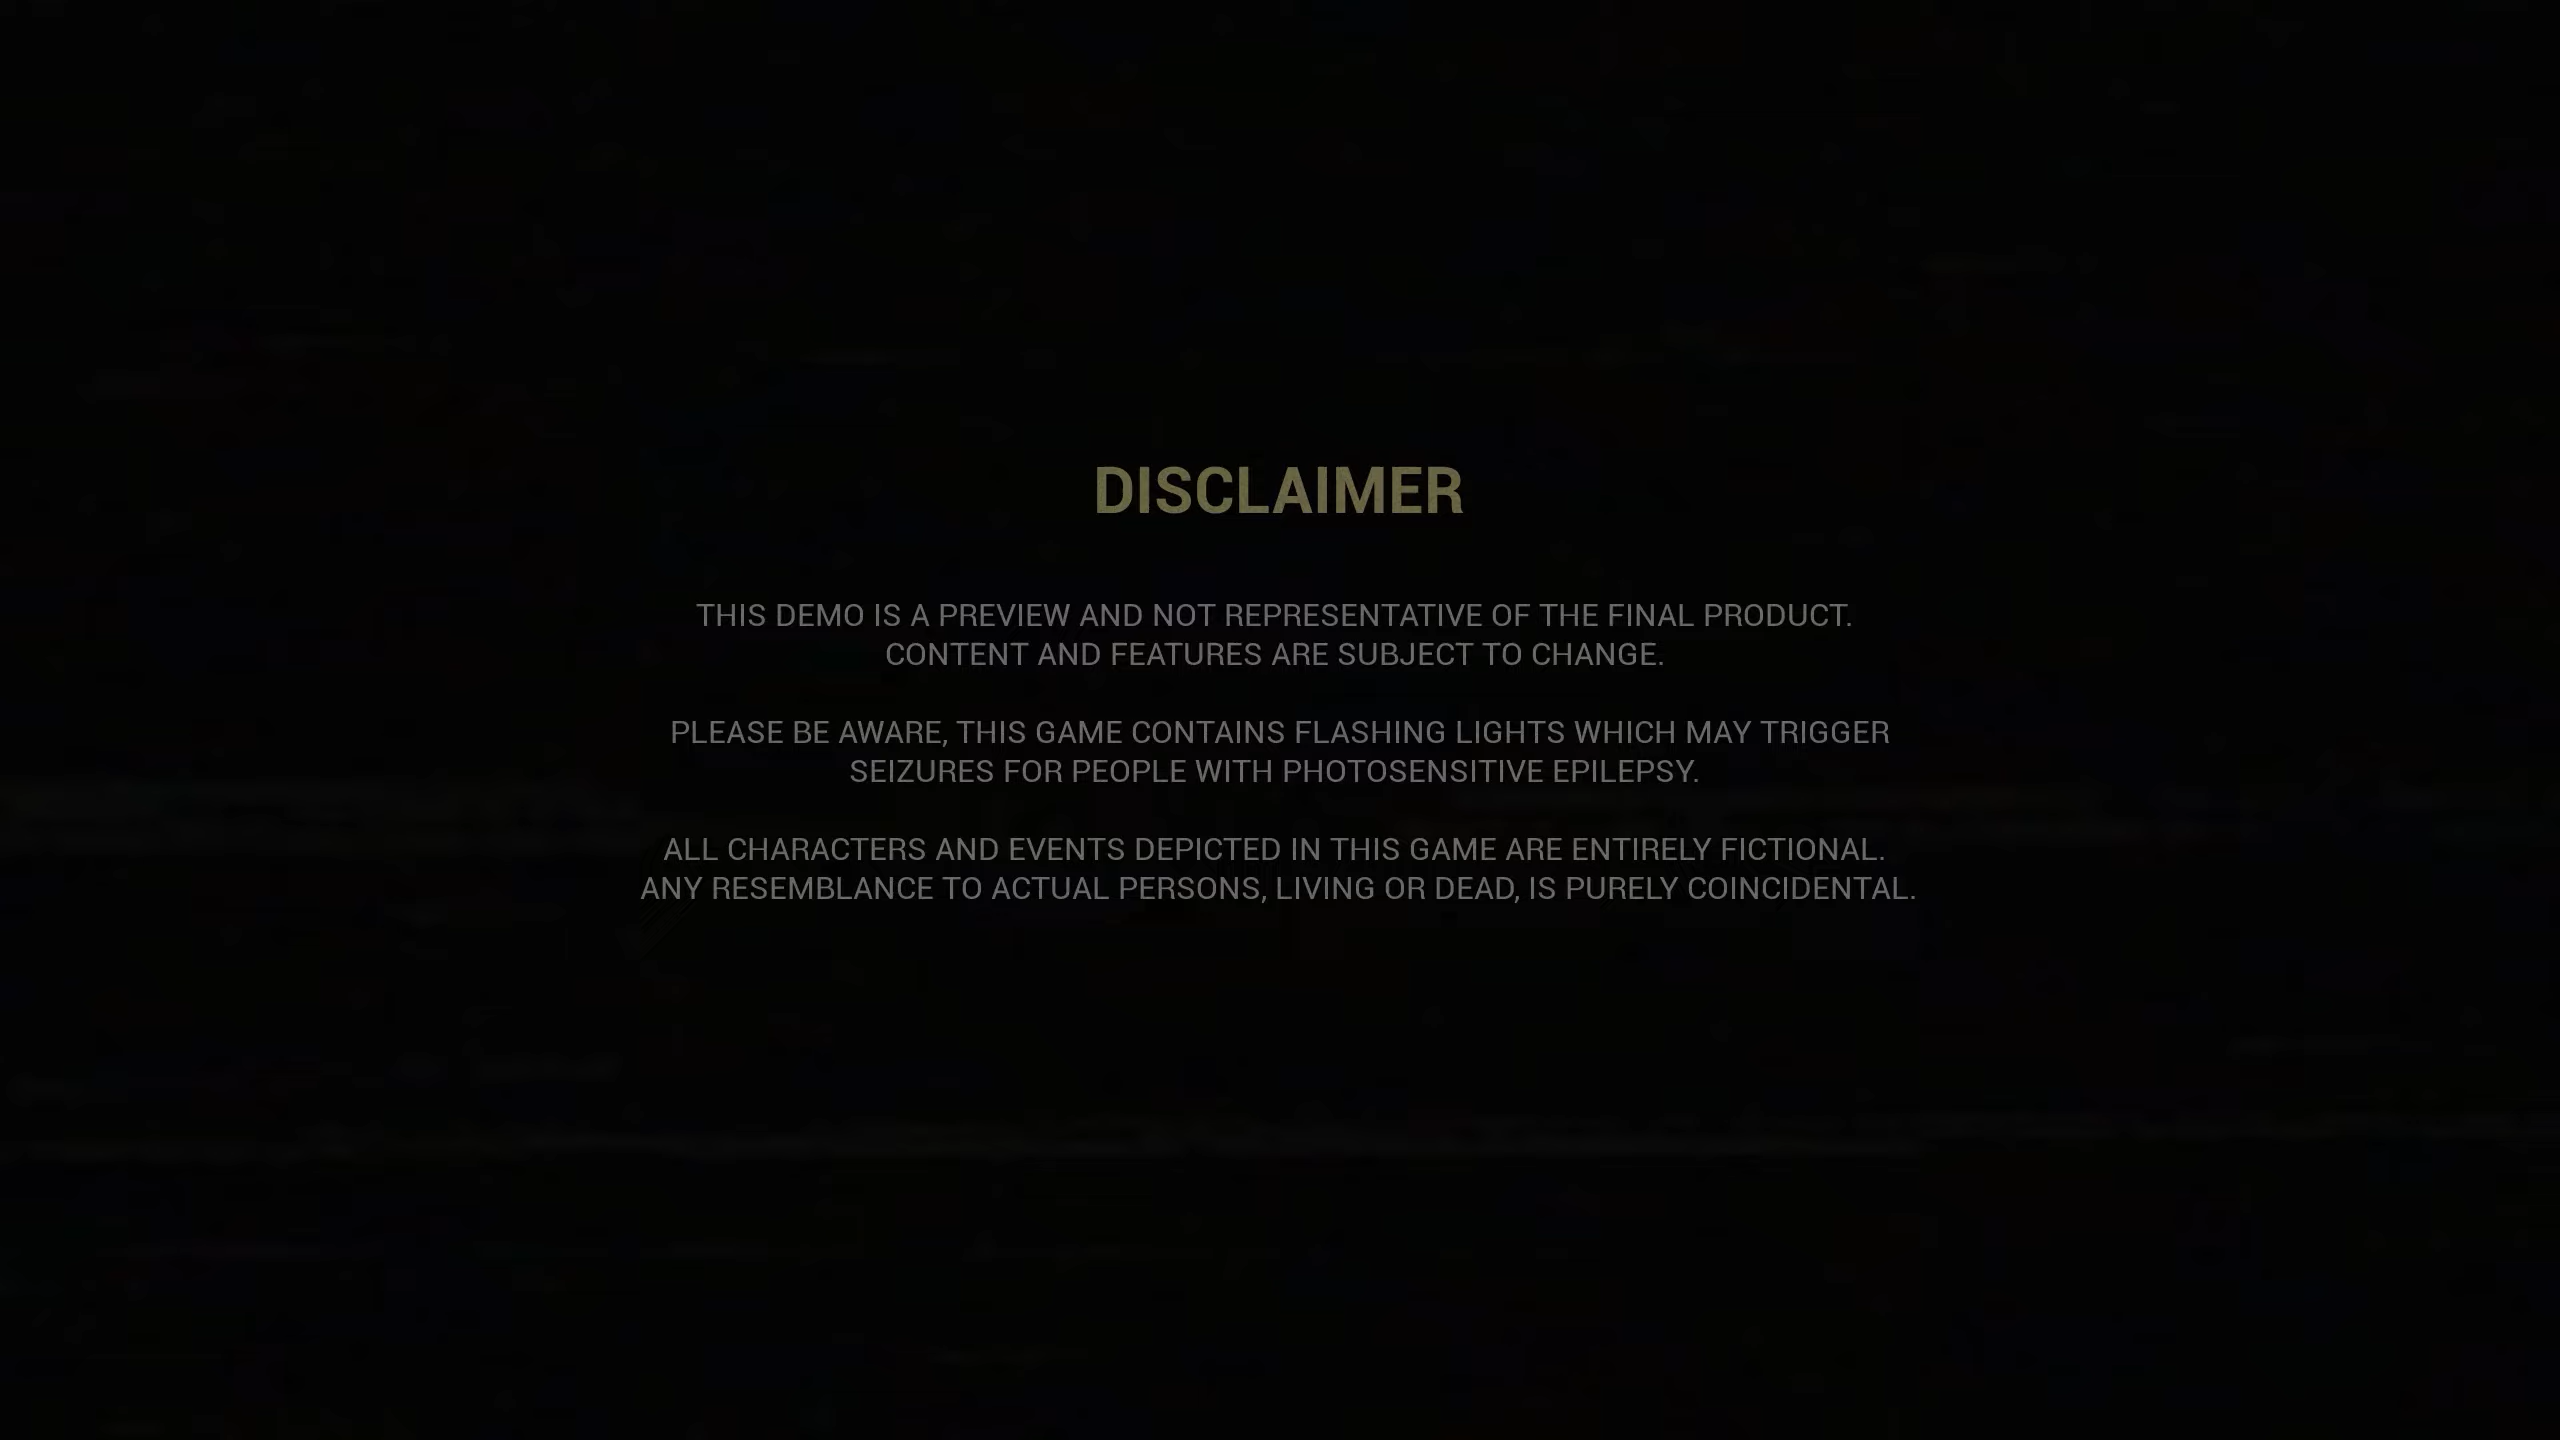 DISCLAIMER
THIS DEMO IS A PREVIEW AND NOT REPRESENTATIVE OF THE FINAL PRODUCT.
CONTENT AND FEATURES ARE SUBJECT TO CHANGE.
PLEASE BE AWARE, THIS GAME CONTAINS FLASHING LIGHTS WHICH MAY TRIGGER
SEIZURES FOR PEOPLE WITH PHOTOSENSITIVE EPILEPSY.
ALL CHARACTERS AND EVENTS DEPICTED IN THIS GAME ARE ENTIRELY FICTIONAL.
ANY RESEMBLANCE TO ACTUAL PERSONS, LIVING OR DEAD, IS PURELY COINCIDENTAL.